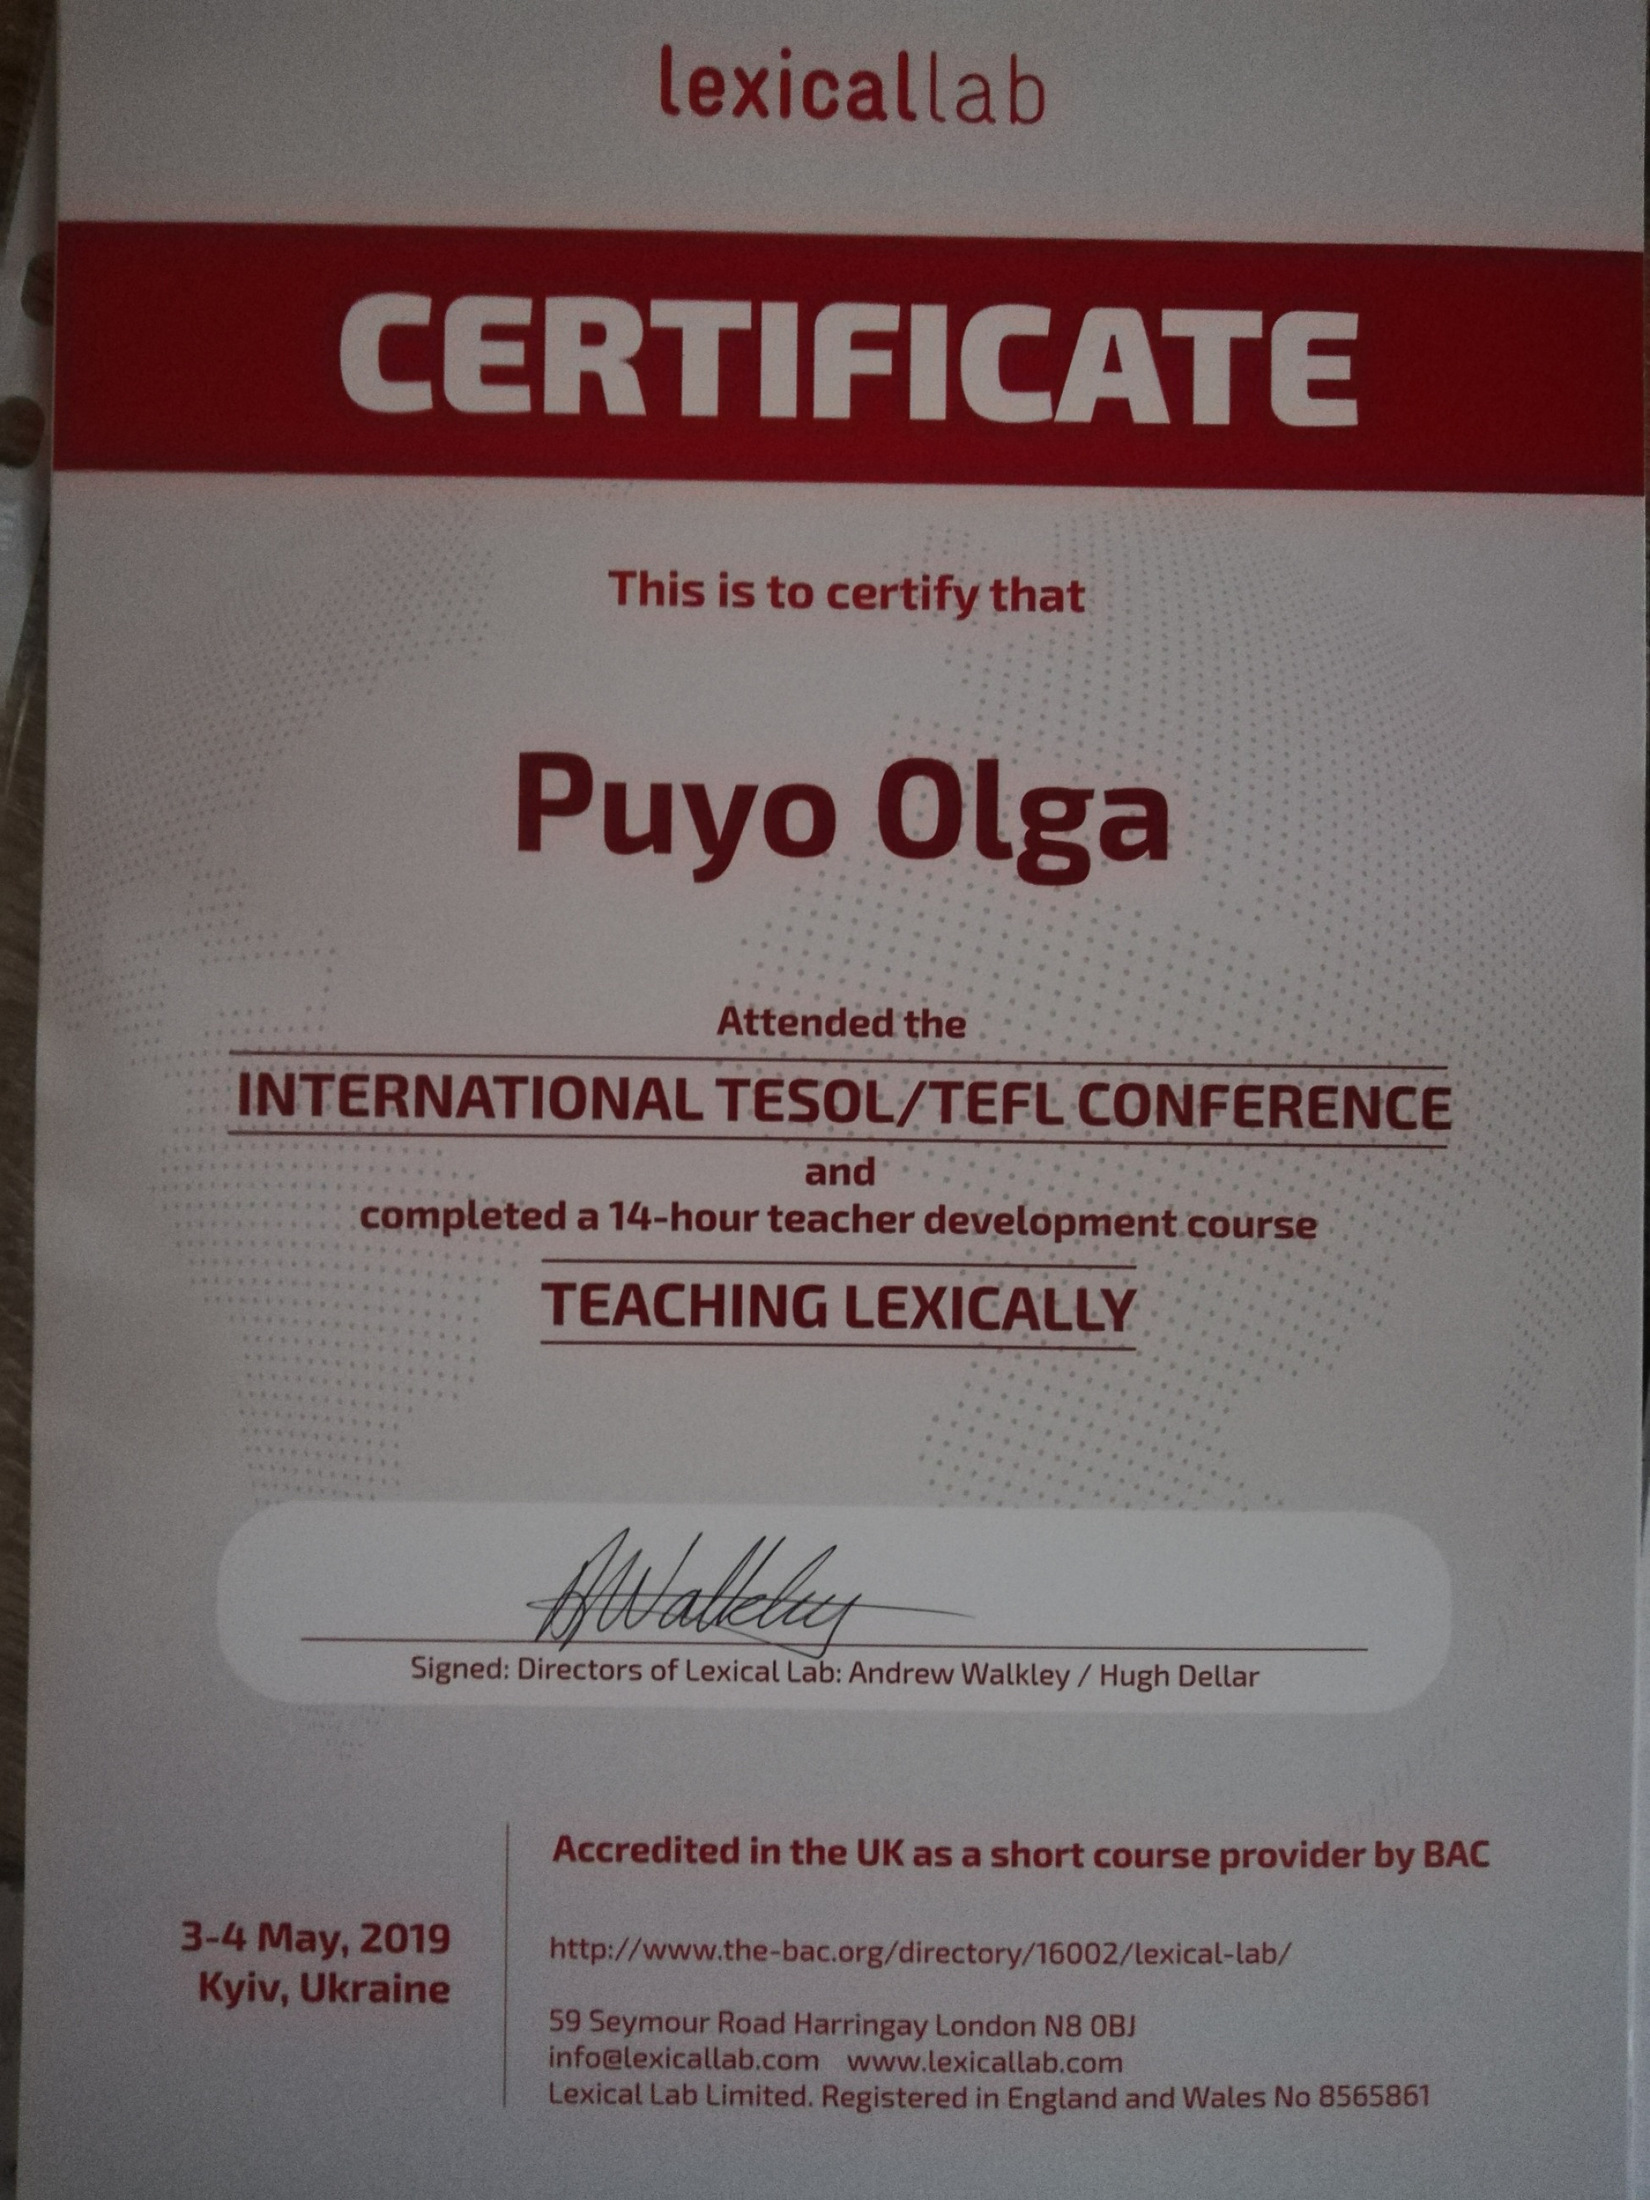 lexicallab
CERTIFICATE
This is to certify that
Puyo Olga
Attended the
INTERNATIONAL TESOL/TEFL CONFERENCE
and
completed a 14-hour teacher development course
TEACHING LEXICALLY
AWalkley
Signed: Directors of Lexical Lab: Andrew Walkley / Hugh Dellar
3-4 May, 2019
Kyiv, Ukraine
Accredited in the UK as a short course provider by BAC
http://www.the-bac.org/directory/16002/lexical-lab/
59 Seymour Road Harringay London N8 0BJ
info@lexicallab.com www.lexicallab.com
Lexical Lab Limited. Registered in England and Wales No 8565861